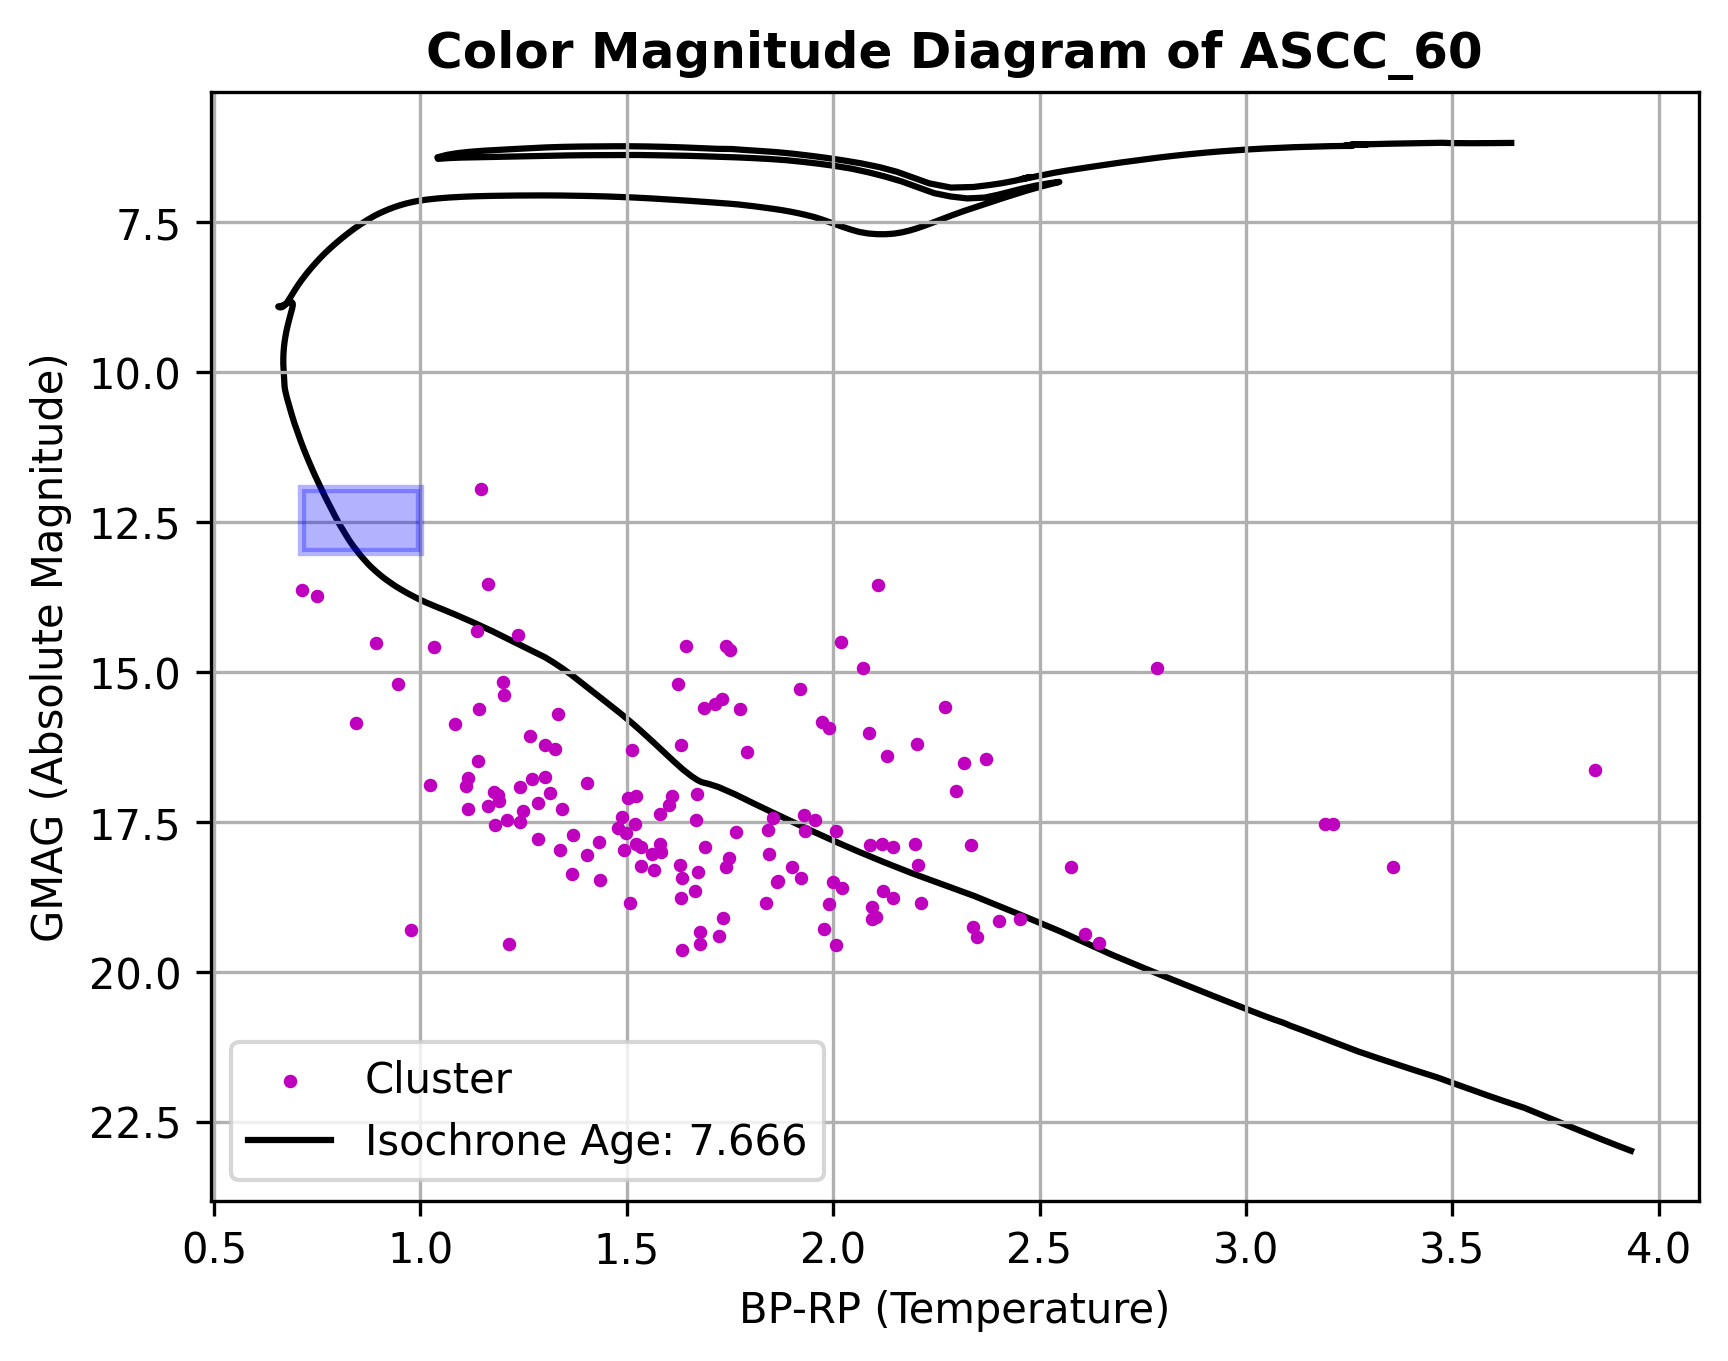 Color Magnitude Diagram of ASCC_60
GMAG (Absolute Magnitude)
7.5
10.0
12.5
15.0
17.5
20.0
22.5
Cluster
Isochrone Age: 7.666
0.5 1.0 1.5 2.0 2.5 3.0 3.5 4.0
BP-RP (Temperature)